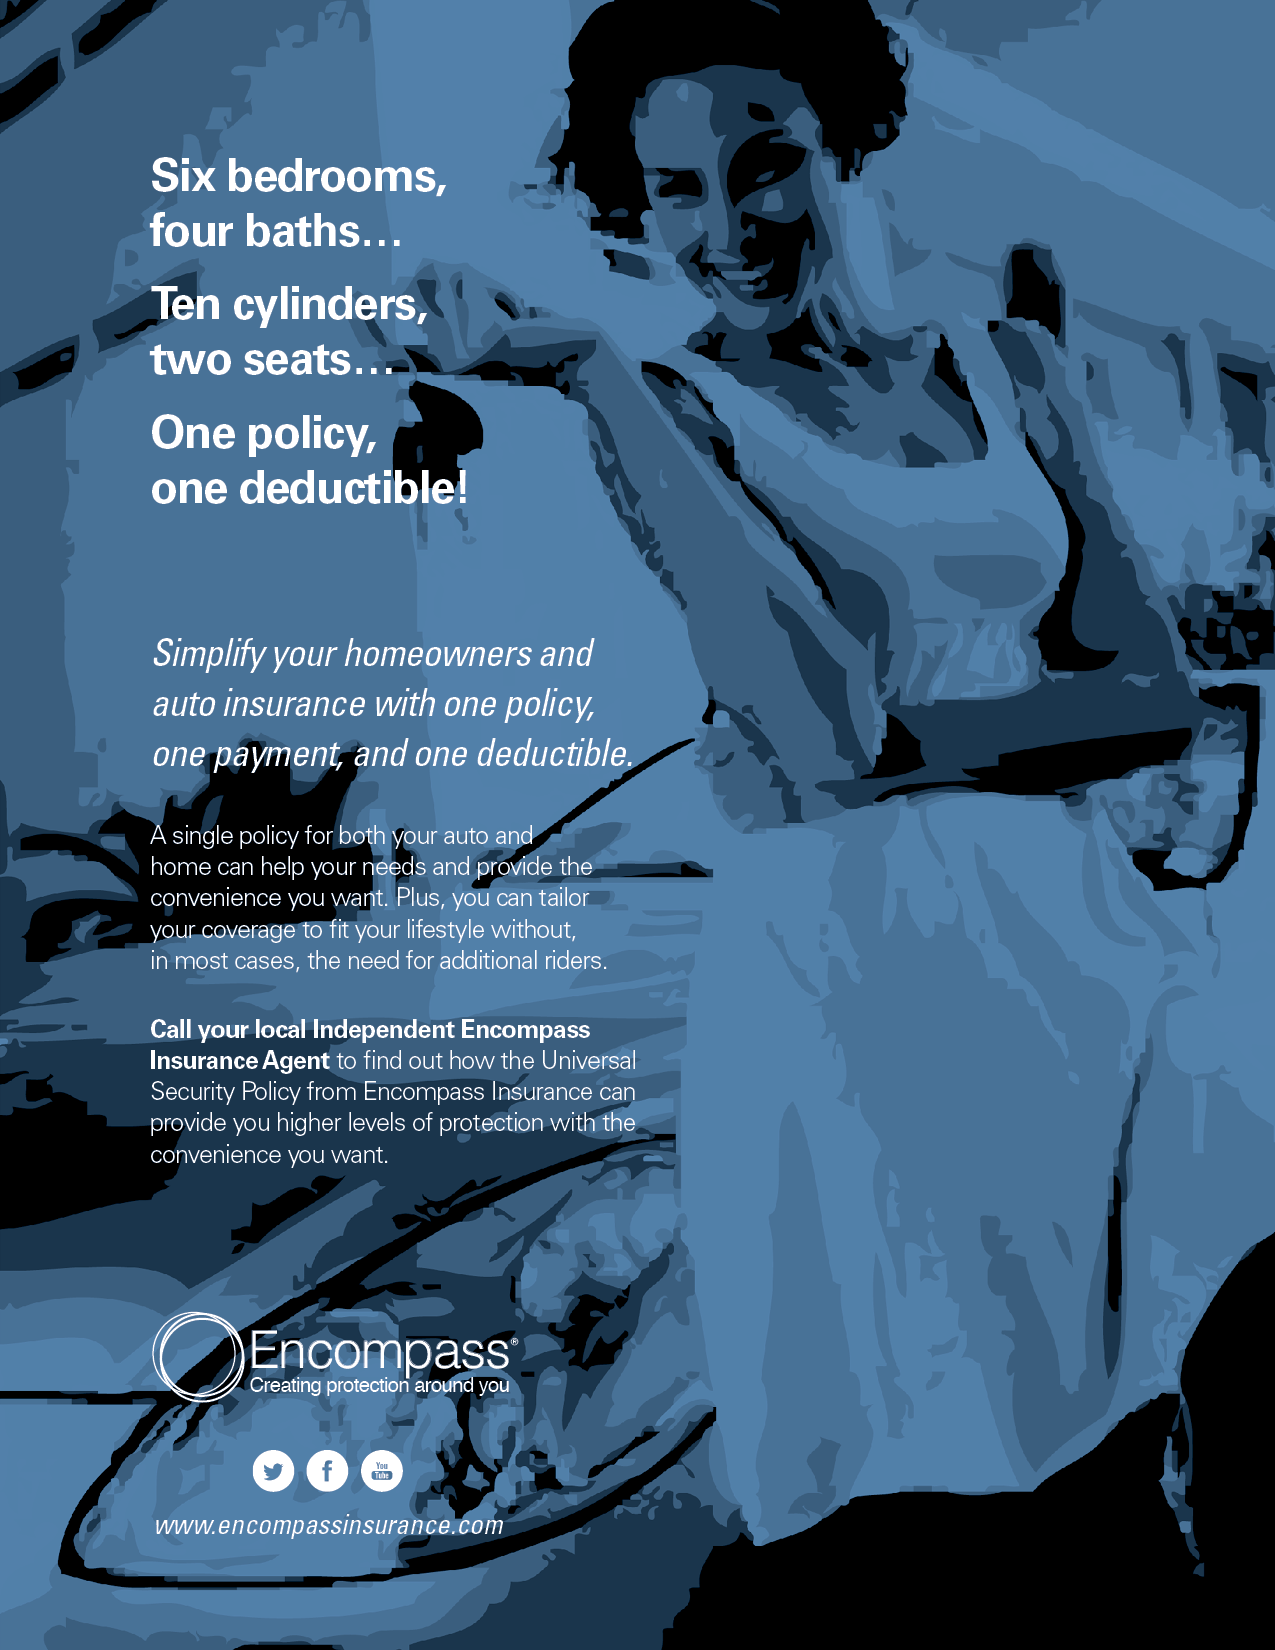 Six bedrooms,
four baths…
Ten cylinders,
two seats…
One policy,
one deductible!
Simplify your homeowners and
auto insurance with one policy,
one payment, and one deductible.
A single policy for both your auto and
home can help your needs and provide the
convenience you want. Plus, you can tailor
your coverage to fit your lifestyle without,
in most cases, the need for additional riders.
Call your local Independent Encompass
Insurance Agent to find out how the Universal
Security Policy from Encompass Insurance can
provide you higher levels of protection with the
convenience you want.
Encompass®
Creating protection around you
f
You
Tube
www.encompassinsurance.com